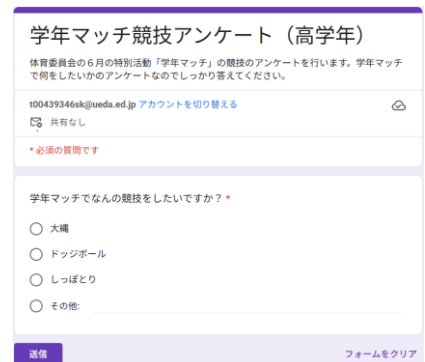 学年マッチ競技アンケート（高学年）
体育委員会の６月の特別活動「学年マッチ」の競技のアンケートを行います。学年マッチ
で何をしたいかのアンケートなのでしっかり答えてください。
t00439346sk@ueda.ed.jp アカウントを切り替える
共有なし
* 必須の質問です
学年マッチでなんの競技をしたいですか？ *
大縄
ドッジボール
しっぽとり
その他:
送信 フォームをクリア